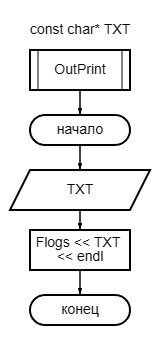 const char* TXT
OutPrint
начало
TXT
Flogs << TXT
<< endl
конец